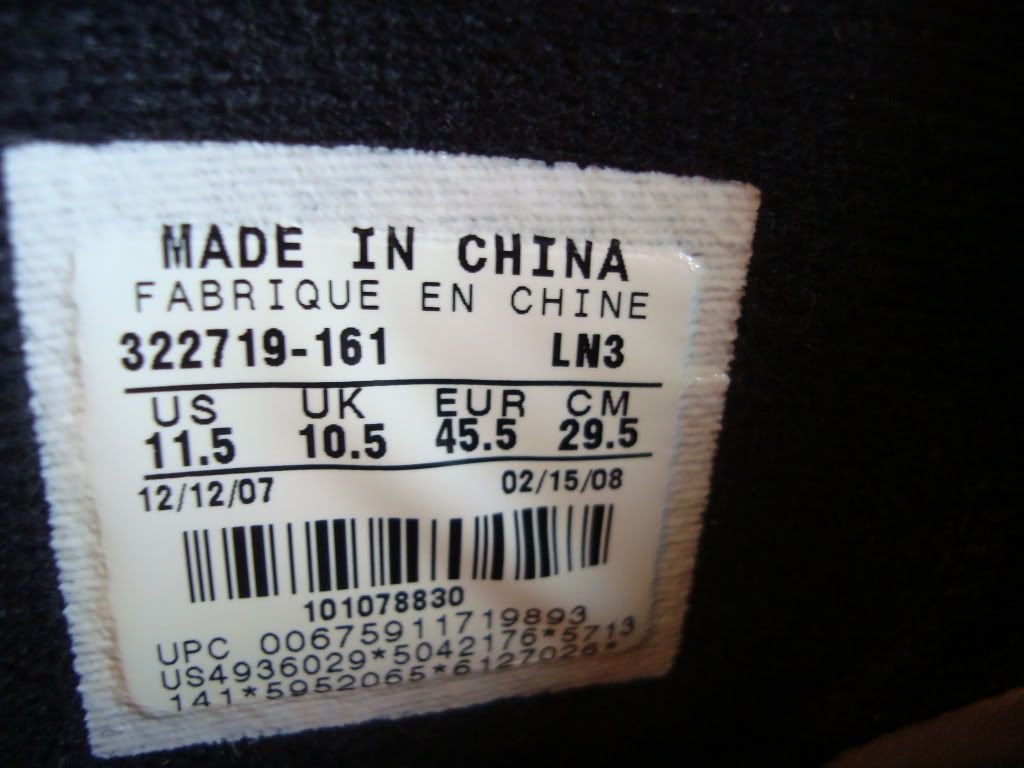 MADE IN CHINA
FABRIQUE EN CHINE
322719-161 LN3
US UK EUR CM
11.5 10.5 45.5 29.5
12/12/07 02/15/08
101078830
UPC 00675911719893
US4936029*5042176*5713
141*5952065*6127026*